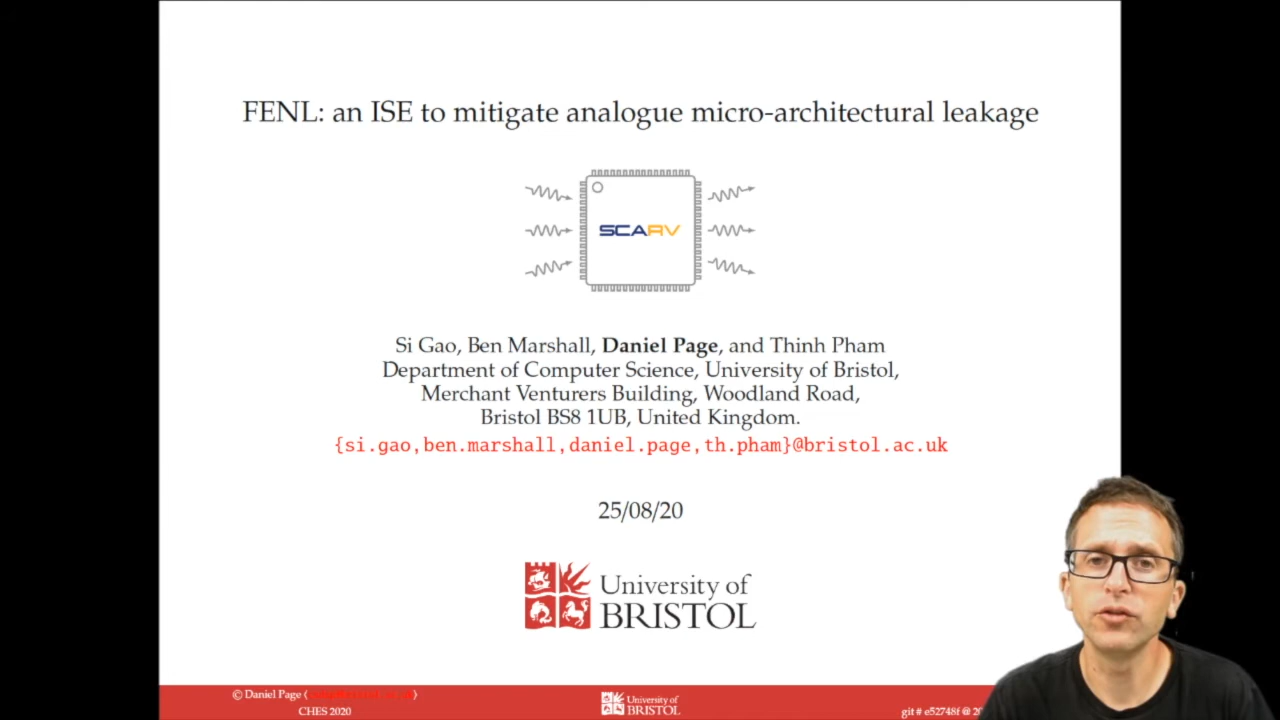 FENL: an ISE to mitigate analogue micro-architectural leakage
SCARV
Si Gao, Ben Marshall, Daniel Page, and Thinh Pham
Department of Computer Science, University of Bristol,
Merchant Venturers Building, Woodland Road,
Bristol BS8 1UB, United Kingdom.
{si.gao,ben.marshall,daniel.page,th.pham}@bristol.ac.uk
25/08/20
University of
BRISTOL
© Daniel Page (
)
CHES 2020
University of
BRISTOL
git # e52748f @